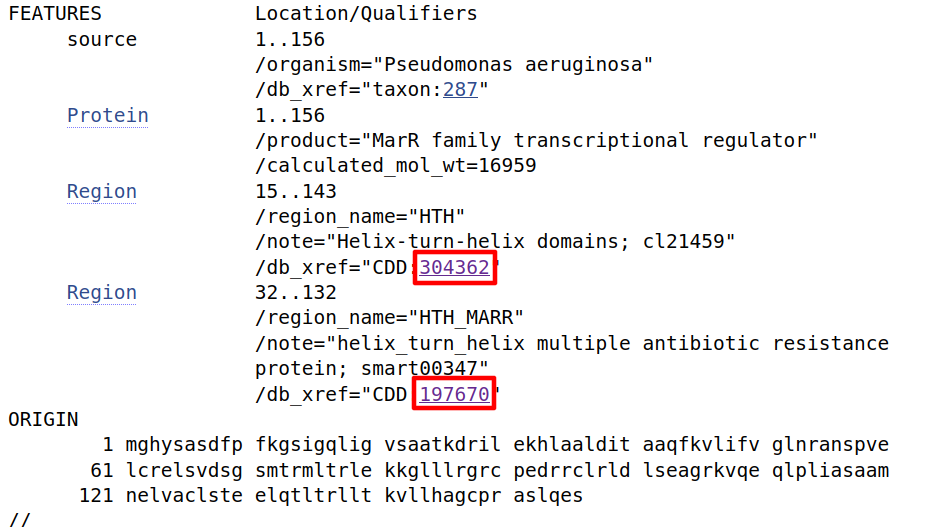 FEATURES Location/Qualifiers
source 1..156
/organism="Pseudomonas aeruginosa"
/db_xref="taxon:287"
Protein 1..156
/product="MarR family transcriptional regulator"
/calculated_mol_wt=16959
Region 15..143
/region_name="HTH"
/note="Helix-turn-helix domains; cl21459"
/db_xref="CDD:304362"
Region 32..132
/region_name="HTH_MARR"
/note="helix_turn_helix multiple antibiotic resistance
protein; smart00347"
/db_xref="CDD:197670"
ORIGIN
1 mghysasdfp fkgsigqlig vsaatkdril ekhlaaldit aaqfkvlifv glnranspve
61 lcrelsvdsg smtrmltrle kkglllrgrc pedrrclrld lseagrkvqe qlpliasaam
121 nelvaclste elqtltrllt kvllhagcpr aslqes
//